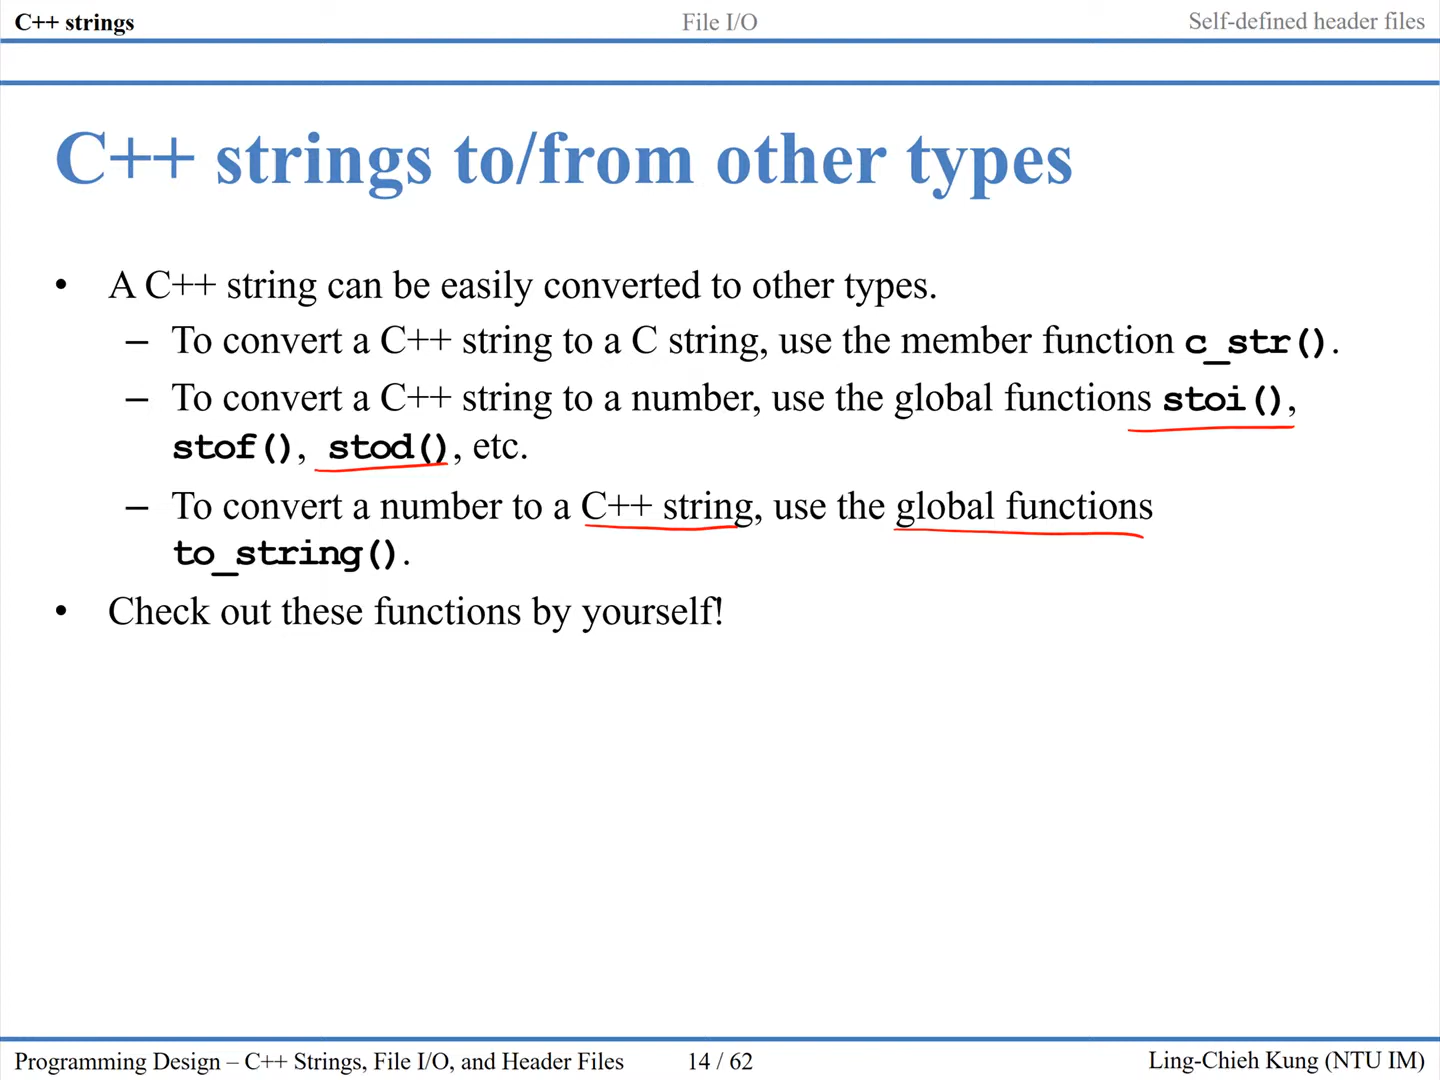 C++ strings File I/O Self-defined header files
C++ strings to/from other types
• A C++ string can be easily converted to other types.
– To convert a C++ string to a C string, use the member function c_str().
– To convert a C++ string to a number, use the global functions stoi(),
stof(), stod(), etc.
– To convert a number to a C++ string, use the global functions
to_string().
• Check out these functions by yourself!
Programming Design – C++ Strings, File I/O, and Header Files 14 / 62 Ling-Chieh Kung (NTU IM)